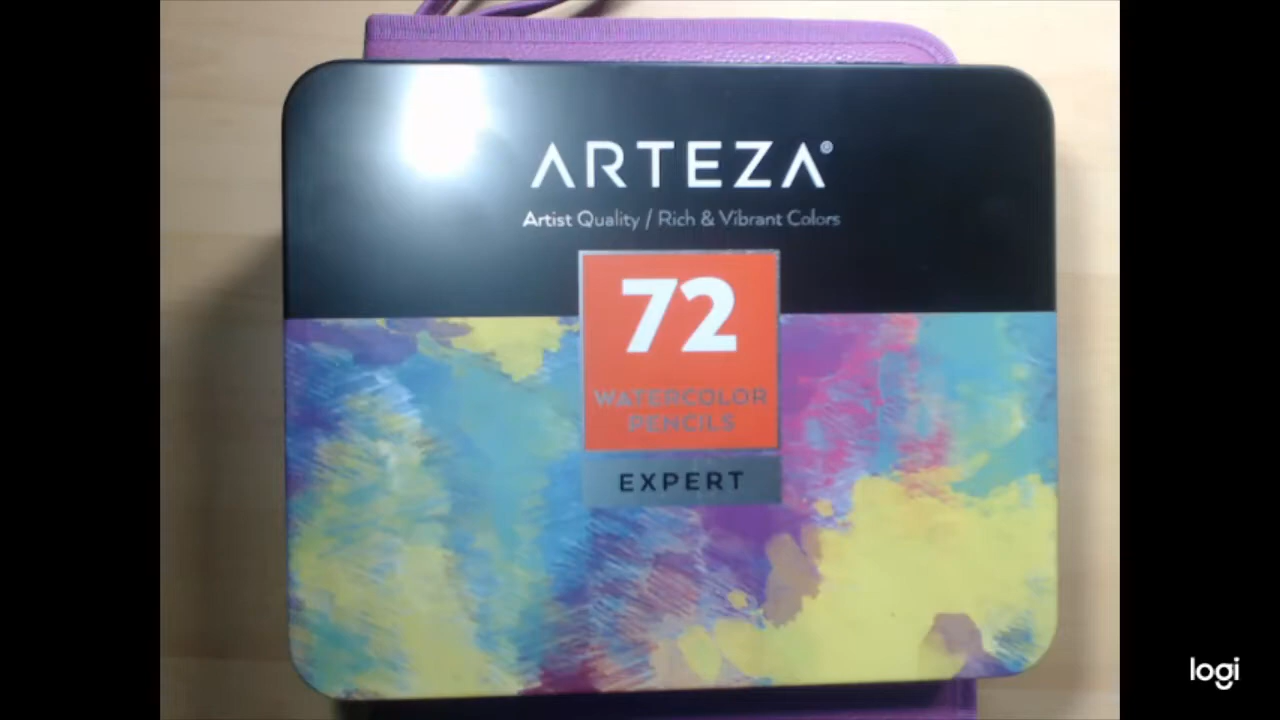 ARTEZA®
Artist Quality / Rich & Vibrant Colors
72
WATERCOLOR
PENCILS
EXPERT
logi